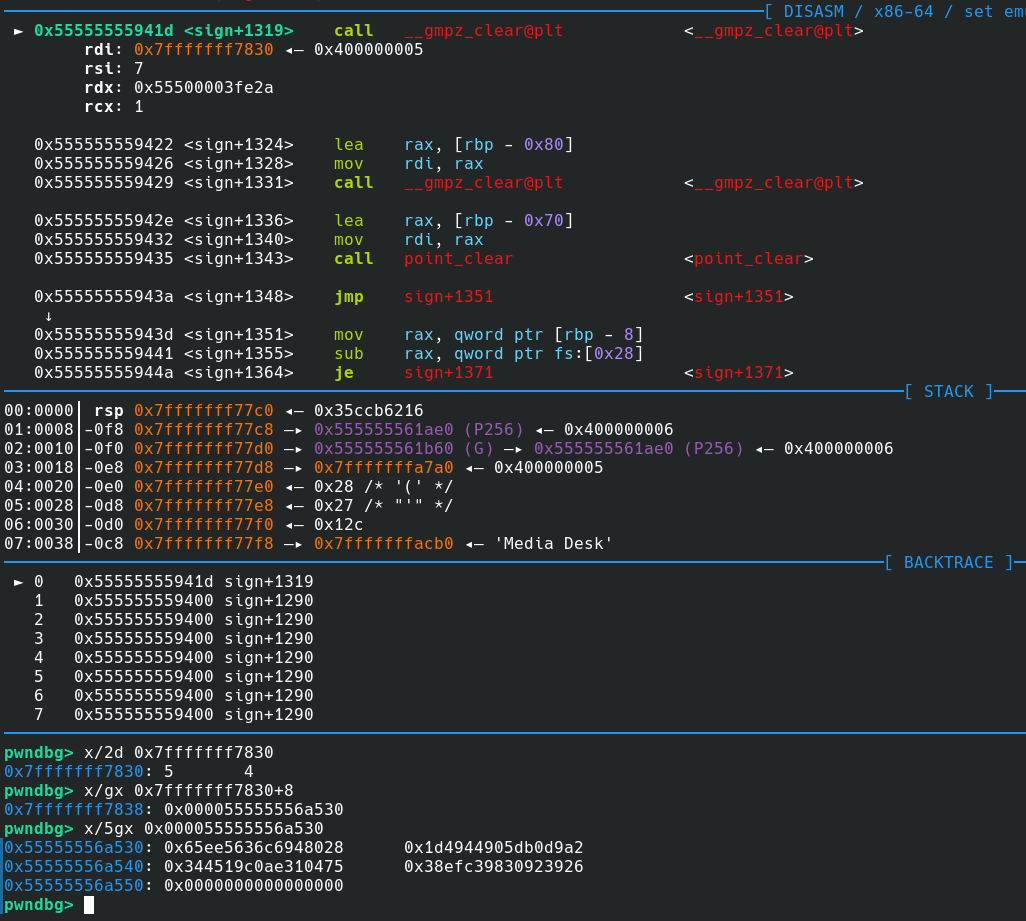 [ DISASM / x86-64 / set em
► 0x55555555941d <sign+1319> call __gmpz_clear@plt <__gmpz_clear@plt>
rdi: 0x7fffffff7830 ◂— 0x400000005
rsi: 7
rdx: 0x55500003fe2a
rcx: 1
0x555555559422 <sign+1324> lea rax, [rbp - 0x80]
0x555555559426 <sign+1328> mov rdi, rax
0x555555559429 <sign+1331> call __gmpz_clear@plt <__gmpz_clear@plt>
0x55555555942e <sign+1336> lea rax, [rbp - 0x70]
0x555555559432 <sign+1340> mov rdi, rax
0x555555559435 <sign+1343> call point_clear <point_clear>
0x55555555943a <sign+1348> jmp sign+1351 <sign+1351>
↓
0x55555555943d <sign+1351> mov rax, qword ptr [rbp - 8]
0x555555559441 <sign+1355> sub rax, qword ptr fs:[0x28]
0x55555555944a <sign+1364> je sign+1371 <sign+1371>
[ STACK ]
00:0000│ rsp 0x7fffffff77c0 ◂— 0x35ccb6216
01:0008│-0f8 0x7fffffff77c8 —▸ 0x555555561ae0 (P256) ◂— 0x400000006
02:0010│-0f0 0x7fffffff77d0 —▸ 0x555555561b60 (G) —▸ 0x555555561ae0 (P256) ◂— 0x400000006
03:0018│-0e8 0x7fffffff77d8 —▸ 0x7fffffffa7a0 ◂— 0x400000005
04:0020│-0e0 0x7fffffff77e0 ◂— 0x28 /* '(' */
05:0028│-0d8 0x7fffffff77e8 ◂— 0x27 /* "'" */
06:0030│-0d0 0x7fffffff77f0 ◂— 0x12c
07:0038│-0c8 0x7fffffff77f8 —▸ 0x7fffffffacb0 ◂— 'Media Desk'
[ BACKTRACE ]
► 0 0x55555555941d sign+1319
1 0x555555559400 sign+1290
2 0x555555559400 sign+1290
3 0x555555559400 sign+1290
4 0x555555559400 sign+1290
5 0x555555559400 sign+1290
6 0x555555559400 sign+1290
7 0x555555559400 sign+1290
pwndbg> x/2d 0x7fffffff7830
0x7fffffff7830: 5 4
pwndbg> x/gx 0x7fffffff7830+8
0x7fffffff7838: 0x000055555556a530
pwndbg> x/5gx 0x000055555556a530
0x55555556a530: 0x65ee5636c6948028 0x1d4944905db0d9a2
0x55555556a540: 0x344519c0ae310475 0x38efc39830923926
0x55555556a550: 0x0000000000000000
pwndbg>